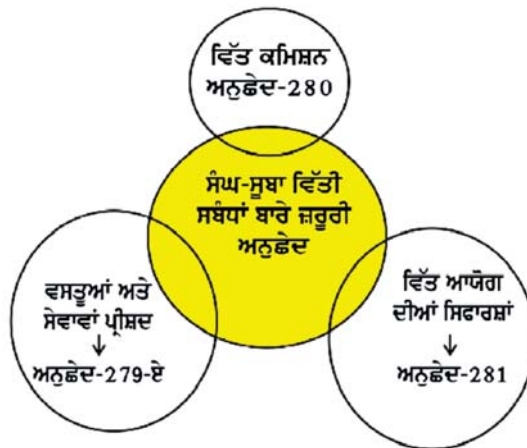 ਵਿੱਤ ਕਮਿਸ਼ਨ
ਅਨੁਛੇਦ-280
ਸੰਘ-ਸੂਬਾ ਵਿੱਤੀ
ਸਬੰਧਾਂ ਬਾਰੇ ਜ਼ਰੂਰੀ
ਅਨੁਛੇਦ
ਵਸਤੂਆਂ ਅਤੇ
ਸੇਵਾਵਾਂ ਪ੍ਰੀਸ਼ਦ
↓
ਅਨੁਛੇਦ-279-ਏ
ਵਿੱਤ ਆਯੋਗ
ਦੀਆਂ ਸਿਫਾਰਸ਼ਾਂ
↓
ਅਨੁਛੇਦ-281